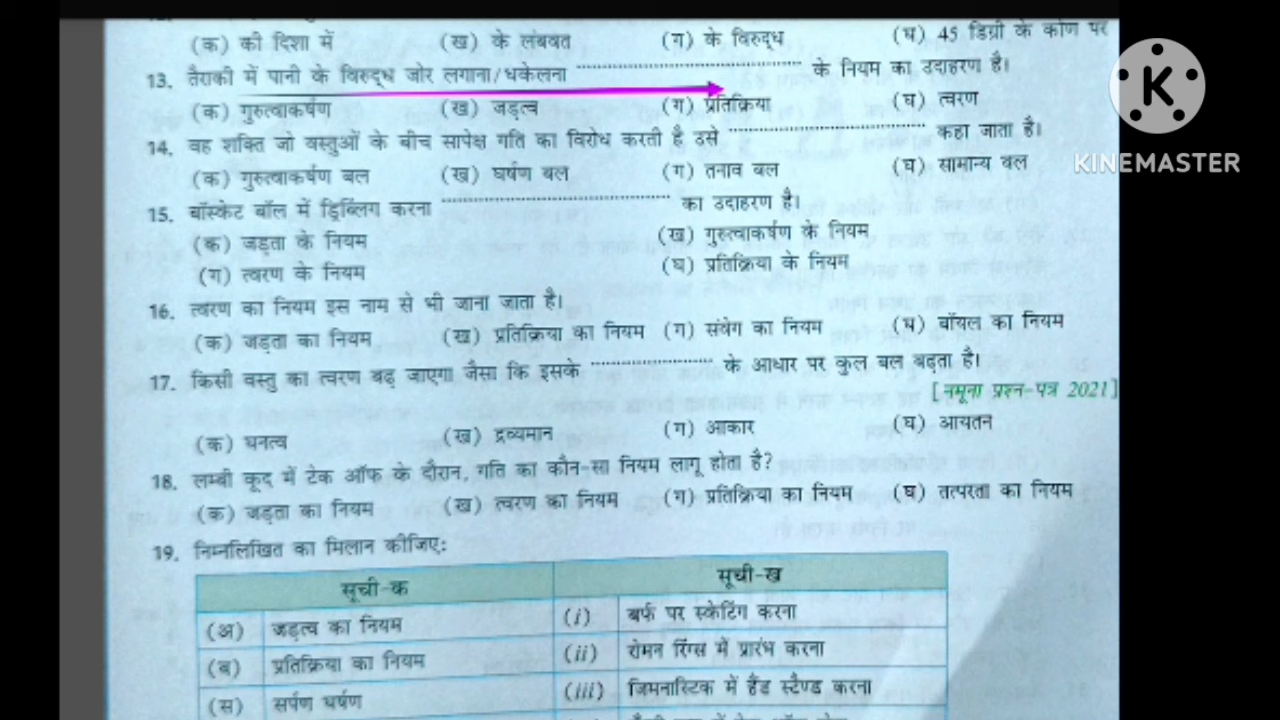 (क) की दिशा में (ख) के लंबवत (ग) के विरुद्ध (घ) 45 डिग्री के कोण पर
13. तैराकी में पानी के विरुद्ध जोर लगाना/धकेलना .......................... के नियम का उदाहरण है।
(क) गुरुत्वाकर्षण (ख) जड़त्व (ग) प्रतिक्रिया (घ) त्वरण
14. वह शक्ति जो वस्तुओं के बीच सापेक्ष गति का विरोध करती है उसे .......................... कहा जाता है।
(क) गुरुत्वाकर्षण बल (ख) घर्षण बल (ग) तनाव बल (घ) सामान्य बल
15. बॉस्केट बॉल में ड्रिब्लिंग करना .......................... का उदाहरण है।
(क) जड़ता के नियम (ख) गुरुत्वाकर्षण के नियम
(ग) त्वरण के नियम (घ) प्रतिक्रिया के नियम
16. त्वरण का नियम इस नाम से भी जाना जाता है।
(क) जड़ता का नियम (ख) प्रतिक्रिया का नियम (ग) संवेग का नियम (घ) बॉयल का नियम
17. किसी वस्तु का त्वरण बढ़ जाएगा जैसा कि इसके .......................... के आधार पर कुल बल बढ़ता है।
[नमूना प्रश्न-पत्र 2021]
(क) घनत्व (ख) द्रव्यमान (ग) आकार (घ) आयतन
18. लम्बी कूद में टेक ऑफ के दौरान, गति का कौन-सा नियम लागू होता है?
(क) जड़ता का नियम (ख) त्वरण का नियम (ग) प्रतिक्रिया का नियम (घ) तत्परता का नियम
19. निम्नलिखित का मिलान कीजिए:
सूची-क सूची-ख
(अ) जड़त्व का नियम (i) बर्फ पर स्केटिंग करना
(ब) प्रतिक्रिया का नियम (ii) रोमन रिंग्स में प्रारंभ करना
(स) सर्पण घर्षण (iii) जिमनास्टिक में हैंड स्टैण्ड करना
K
KINEMASTER